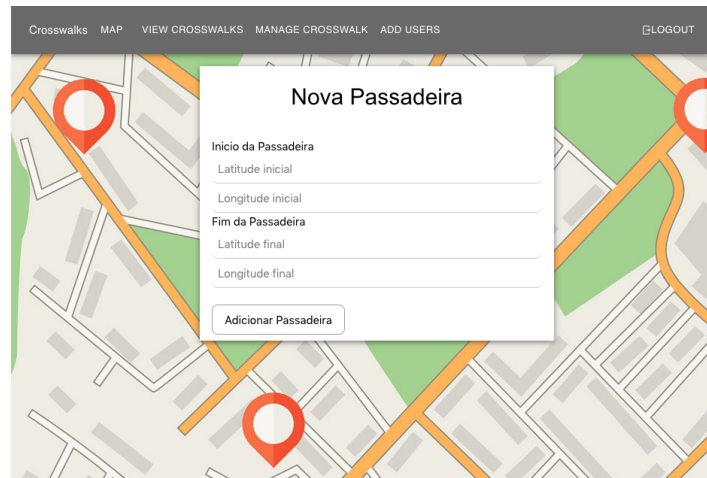 Crosswalks MAP VIEW CROSSWALKS MANAGE CROSSWALK ADD USERS LOGOUT
Nova Passadeira
Inicio da Passadeira
Latitude inicial
Longitude inicial
Fim da Passadeira
Latitude final
Longitude final
Adicionar Passadeira